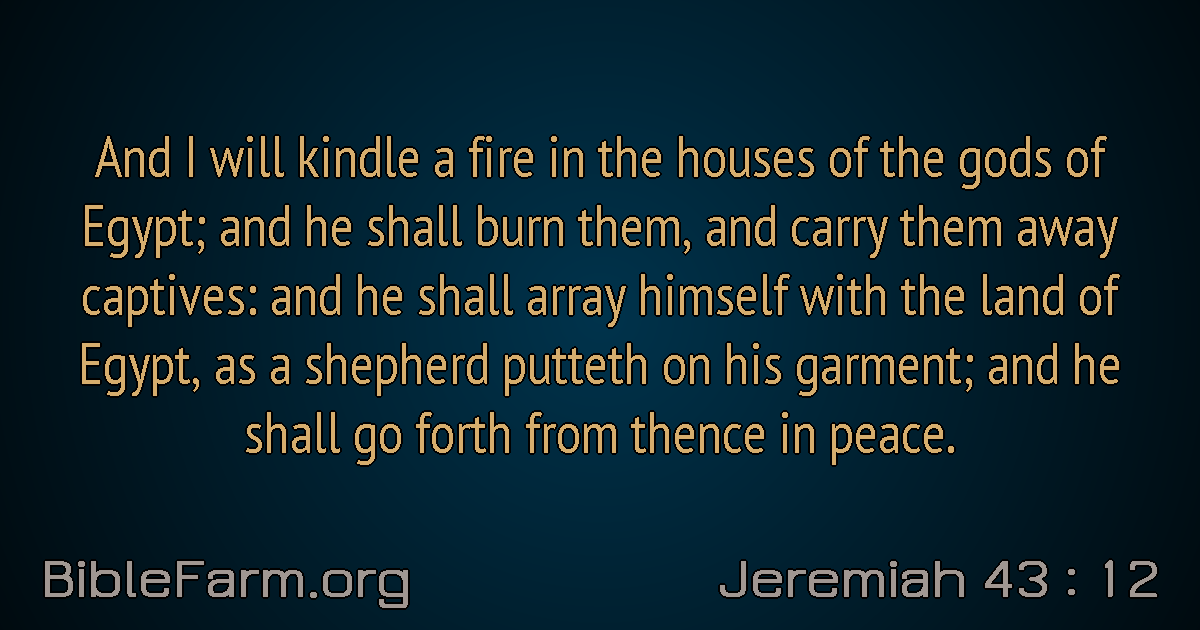 And I will kindle a fire in the houses of the gods of
Egypt; and he shall burn them, and carry them away
captives: and he shall array himself with the land of
Egypt, as a shepherd putteth on his garment; and he
shall go forth from thence in peace.
BibleFarm.org
Jeremiah 43 : 12